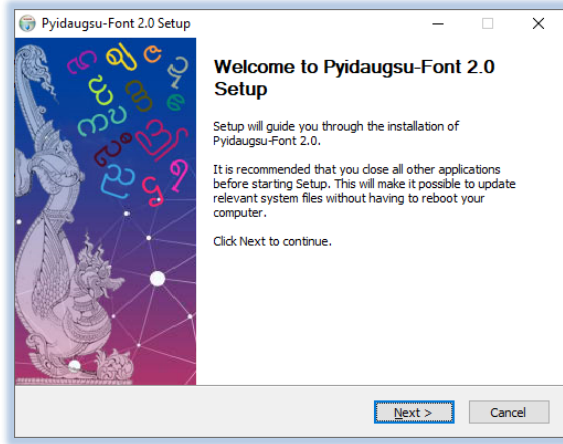 Pyidaugsu-Font 2.0 Setup
Welcome to Pyidaugsu-Font 2.0
Setup
Setup will guide you through the installation of
Pyidaugsu-Font 2.0.
It is recommended that you close all other applications
before starting Setup. This will make it possible to update
relevant system files without having to reboot your
computer.
Click Next to continue.
Next >
Cancel